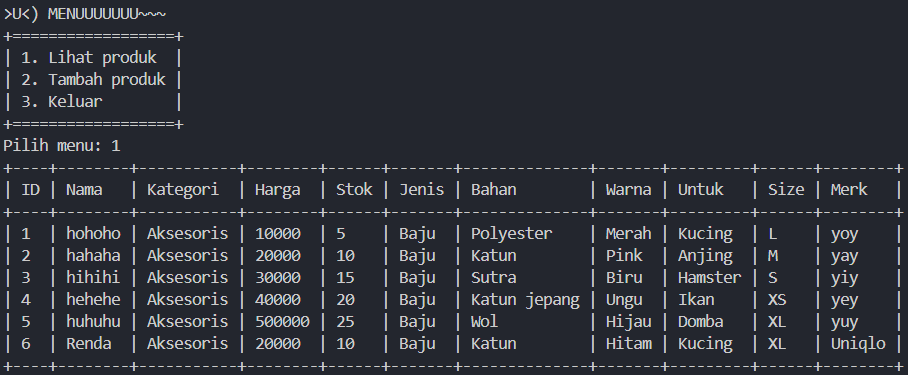 >U<) MENUUUUUUU~~~
+==================+
| 1. Lihat produk  |
| 2. Tambah produk |
| 3. Keluar        |
+==================+
Pilih menu: 1
+----+--------+-----------+--------+------+-------+--------------+-------+---------+------+--------+
| ID | Nama   | Kategori  | Harga  | Stok | Jenis | Bahan        | Warna | Untuk   | Size | Merk   |
+----+--------+-----------+--------+------+-------+--------------+-------+---------+------+--------+
| 1  | hohoho | Aksesoris | 10000  | 5    | Baju  | Polyester    | Merah | Kucing  | L    | yoy    |
| 2  | hahaha | Aksesoris | 20000  | 10   | Baju  | Katun        | Pink  | Anjing  | M    | yay    |
| 3  | hihihi | Aksesoris | 30000  | 15   | Baju  | Sutra        | Biru  | Hamster | S    | yiy    |
| 4  | hehehe | Aksesoris | 40000  | 20   | Baju  | Katun jepang | Ungu  | Ikan    | XS   | yey    |
| 5  | huhuhu | Aksesoris | 500000 | 25   | Baju  | Wol          | Hijau | Domba   | XL   | yuy    |
| 6  | Renda  | Aksesoris | 20000  | 10   | Baju  | Katun        | Hitam | Kucing  | XL   | Uniqlo |
+----+--------+-----------+--------+------+-------+--------------+-------+---------+------+--------+